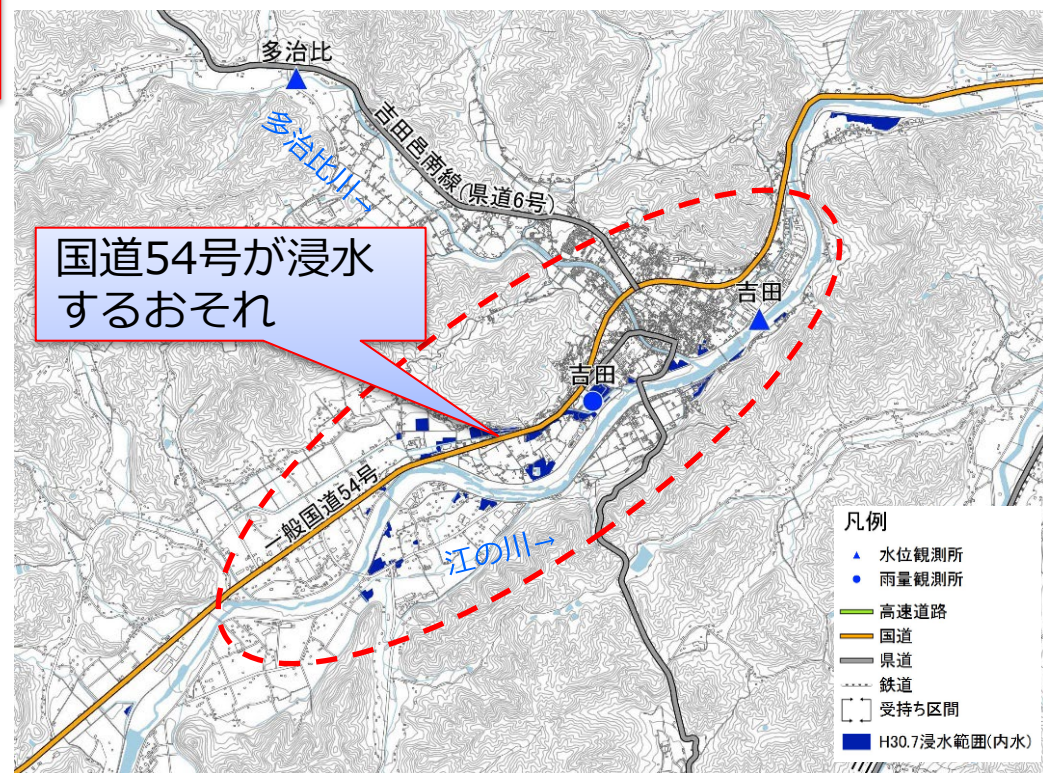 多治比
多治比川→
吉田邑南線(県道6号)
国道54号が浸水
するおそれ
吉田
吉田
一般国道54号
江の川→
凡例
水位観測所
雨量観測所
高速道路
国道
県道
鉄道
受持ち区間
H30.7浸水範囲(内水)